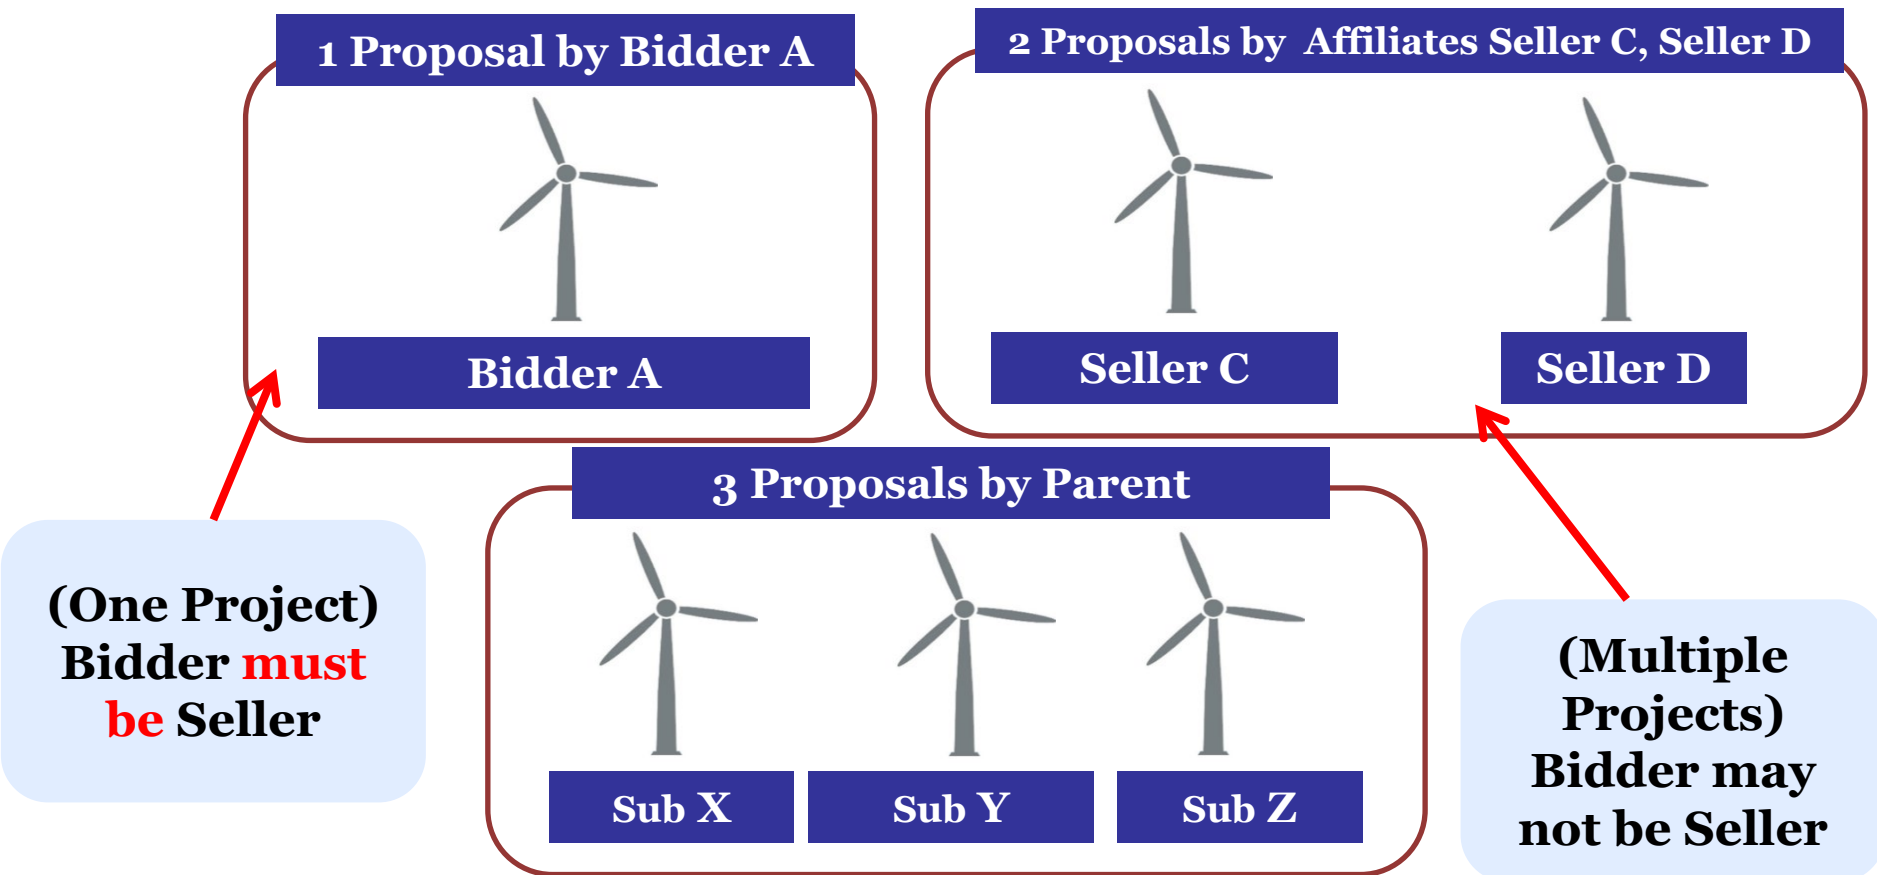 1 Proposal by Bidder A
2 Proposals by Affiliates Seller C, Seller D
Bidder A
Seller C
Seller D
3 Proposals by Parent
(One Project)
Bidder must
be Seller
(Multiple
Projects)
Bidder may
not be Seller
Sub X
Sub Y
Sub Z